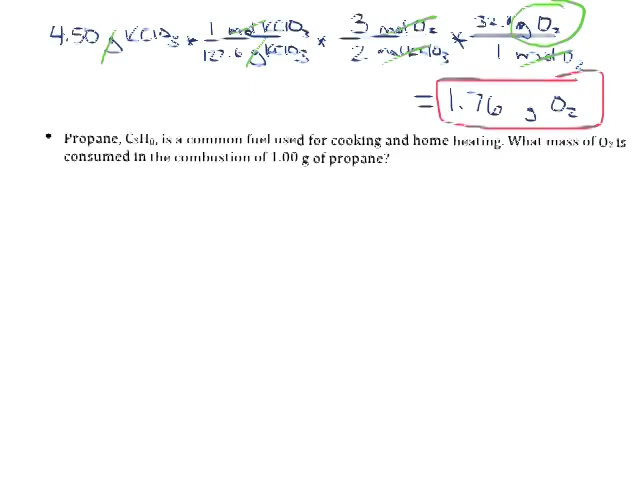 4.50 g KClO₃ * 1 mol KClO₃ / 122.6 g KClO₃ * 3 mol O₂ / 2 mol KClO₃ * 32.0 g O₂ / 1 mol O₂
= 1.76 g O₂
• Propane, C₃H₈, is a common fuel used for cooking and home heating. What mass of O₂ is
consumed in the combustion of 1.00 g of propane?